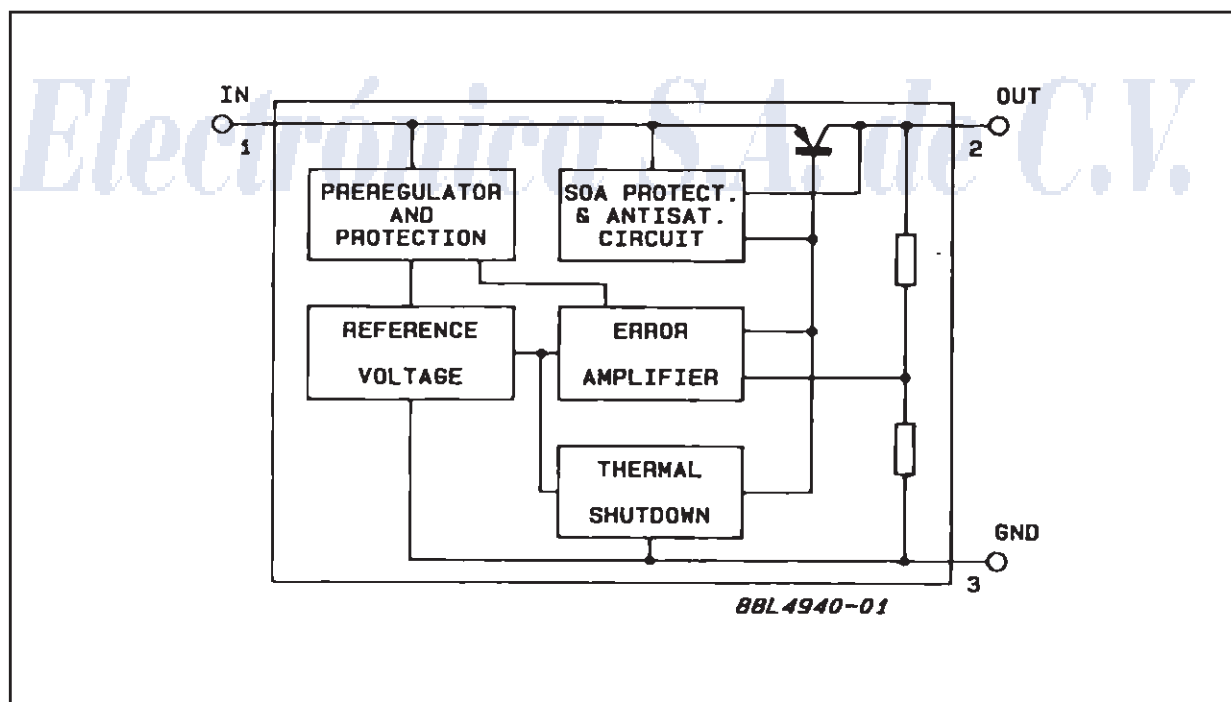 Electrónica S.A. de C.V.
IN
OUT
1
2
PREREGULATOR
AND
PROTECTION
SOA PROTECT.
& ANTISAT.
CIRCUIT
REFERENCE
VOLTAGE
ERROR
AMPLIFIER
THERMAL
SHUTDOWN
GND
3
88L4940-01